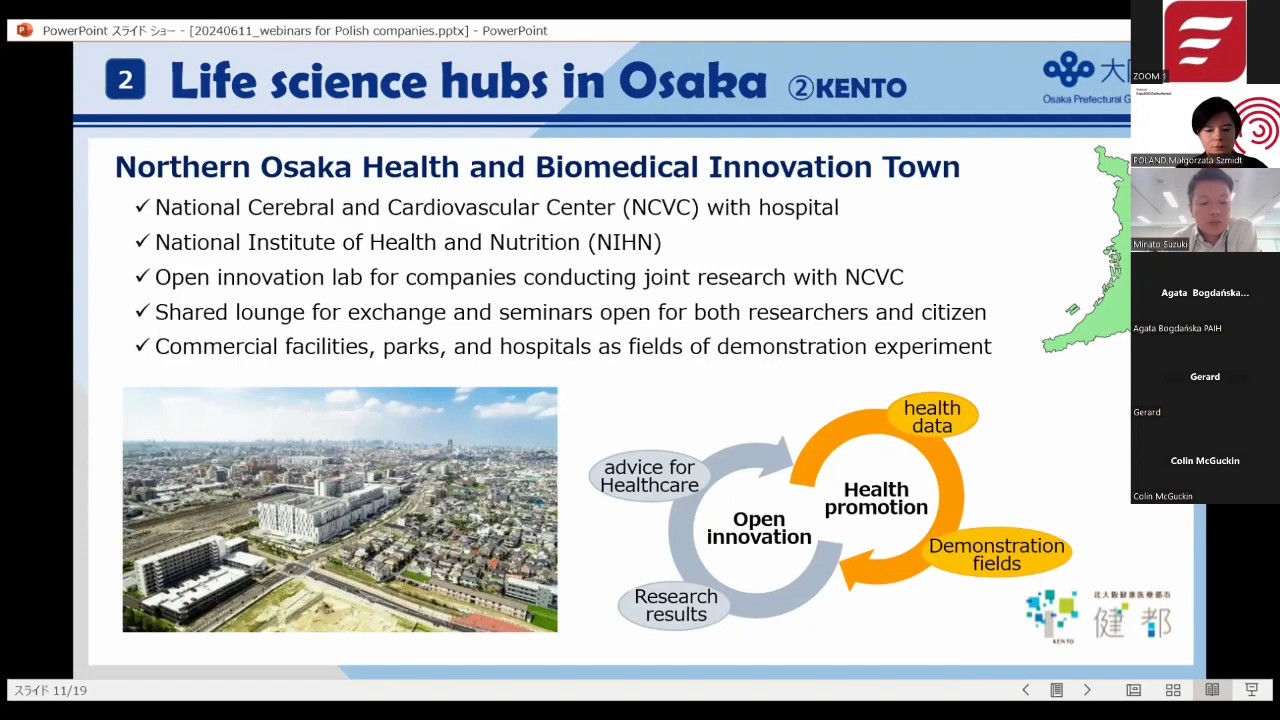 PowerPoint スライド ショー - [20240611_webinars for Polish companies.pptx] - PowerPoint
2 Life science hubs in Osaka ②KENTO
大
Osaka Prefectural G
Northern Osaka Health and Biomedical Innovation Town
✓ National Cerebral and Cardiovascular Center (NCVC) with hospital
✓ National Institute of Health and Nutrition (NIHN)
✓ Open innovation lab for companies conducting joint research with NCVC
✓ Shared lounge for exchange and seminars open for both researchers and citizen
✓ Commercial facilities, parks, and hospitals as fields of demonstration experiment
health
data
advice for
Healthcare
Health
promotion
Open
innovation
Demonstration
fields
Research
results
北大阪健康医療都市
健都
KENTO
スライド 11/19
ZOOM 1
POLAND Małgorzata Szmidt
Minato Suzuki
Agata Bogdańska...
Agata Bogdańska PAIH
Gerard
Gerard
Colin McGuckin
Colin McGuckin